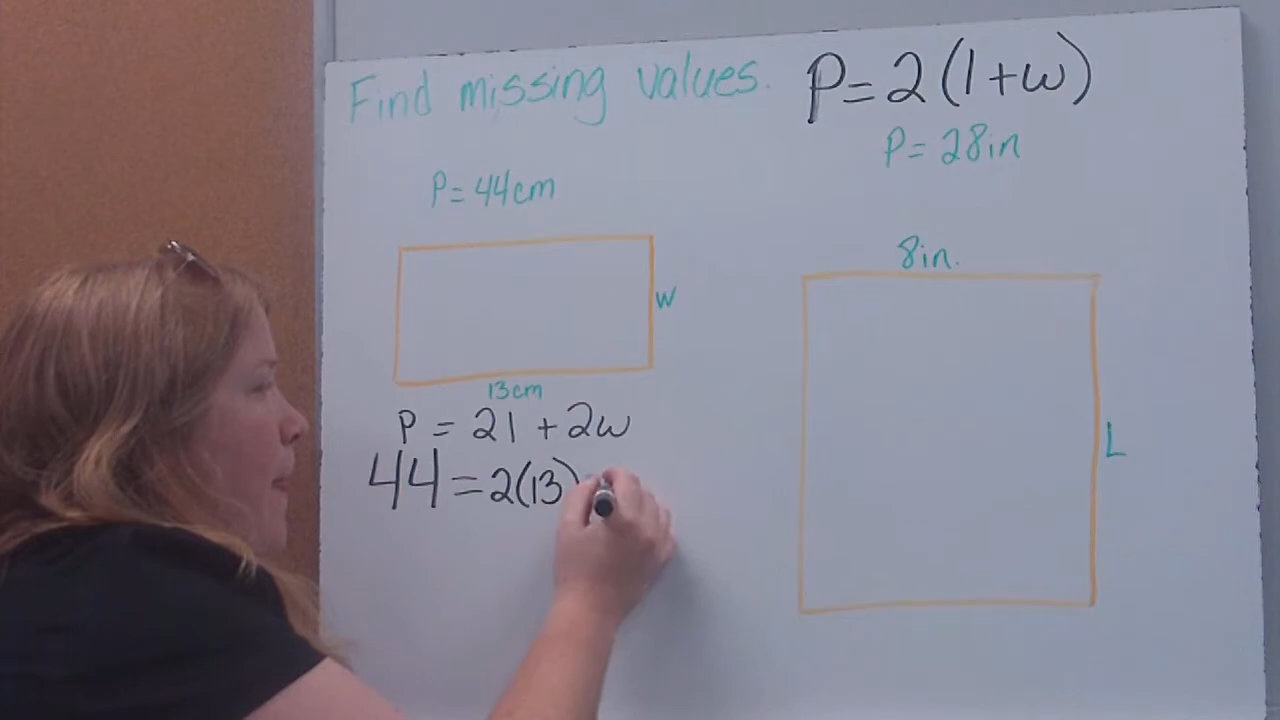 Find missing values.
P=2(l+w)
P=28in
P=44cm
w
13cm
P=2l+2w
44=2(13)
8in.
L